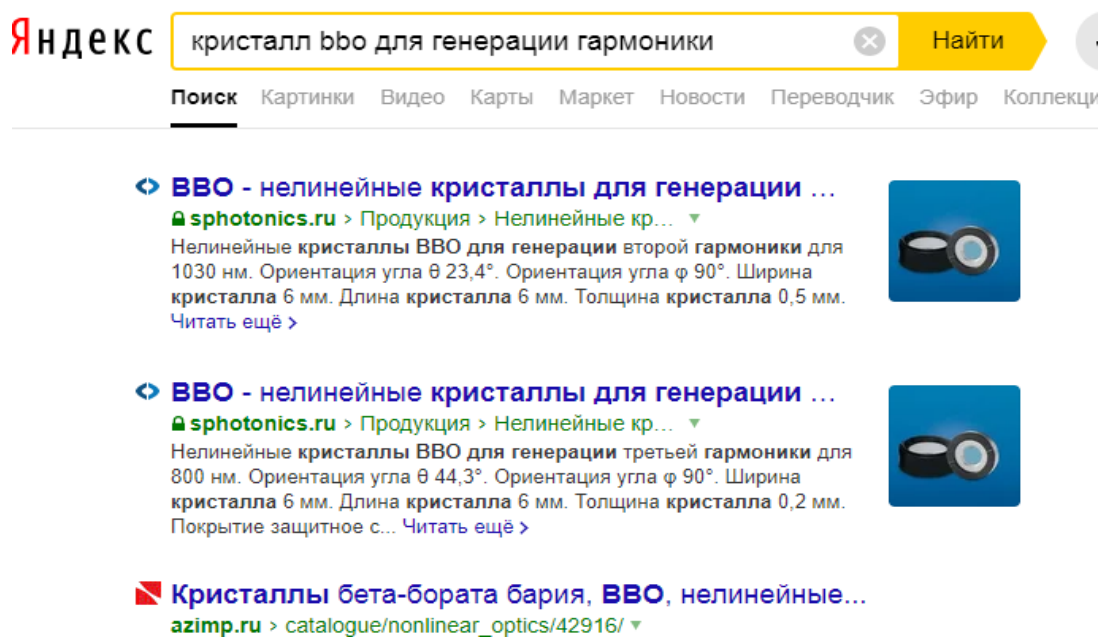 Яндекс кристалл bbo для генерации гармоники Найти
Поиск Картинки Видео Карты Маркет Новости Переводчик Эфир Коллекци
BBO - нелинейные кристаллы для генерации ...
sphotonics.ru > Продукция > Нелинейные кр...
Нелинейные кристаллы BBO для генерации второй гармоники для
1030 нм. Ориентация угла θ 23,4°. Ориентация угла φ 90°. Ширина
кристалла 6 мм. Длина кристалла 6 мм. Толщина кристалла 0,5 мм.
Читать ещё >
BBO - нелинейные кристаллы для генерации ...
sphotonics.ru > Продукция > Нелинейные кр...
Нелинейные кристаллы BBO для генерации третьей гармоники для
800 нм. Ориентация угла θ 44,3°. Ориентация угла φ 90°. Ширина
кристалла 6 мм. Длина кристалла 6 мм. Толщина кристалла 0,2 мм.
Покрытие защитное с... Читать ещё >
Кристаллы бета-бората бария, BBO, нелинейные...
azimp.ru > catalogue/nonlinear_optics/42916/